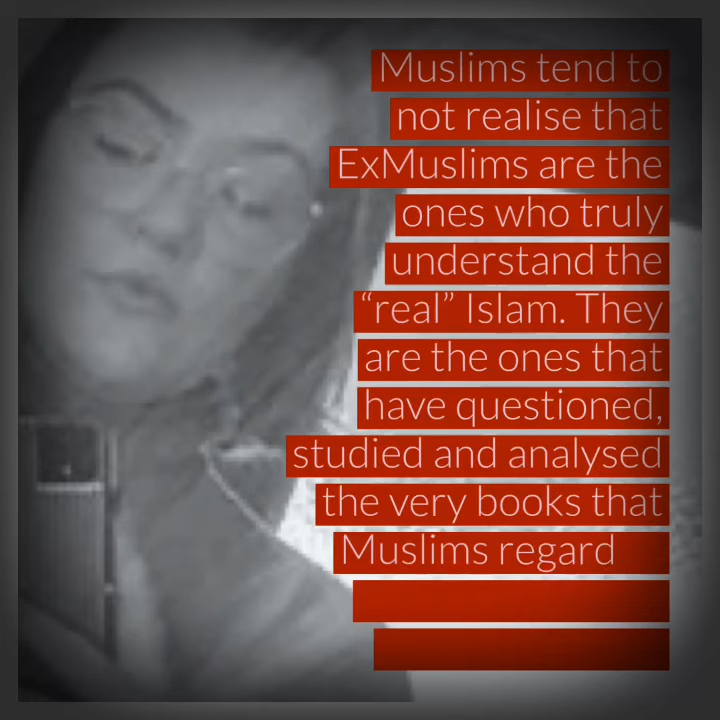 Muslims tend to
not realise that
ExMuslims are the
ones who truly
understand the
“real” Islam. They
are the ones that
have questioned,
studied and analysed
the very books that
Muslims regard